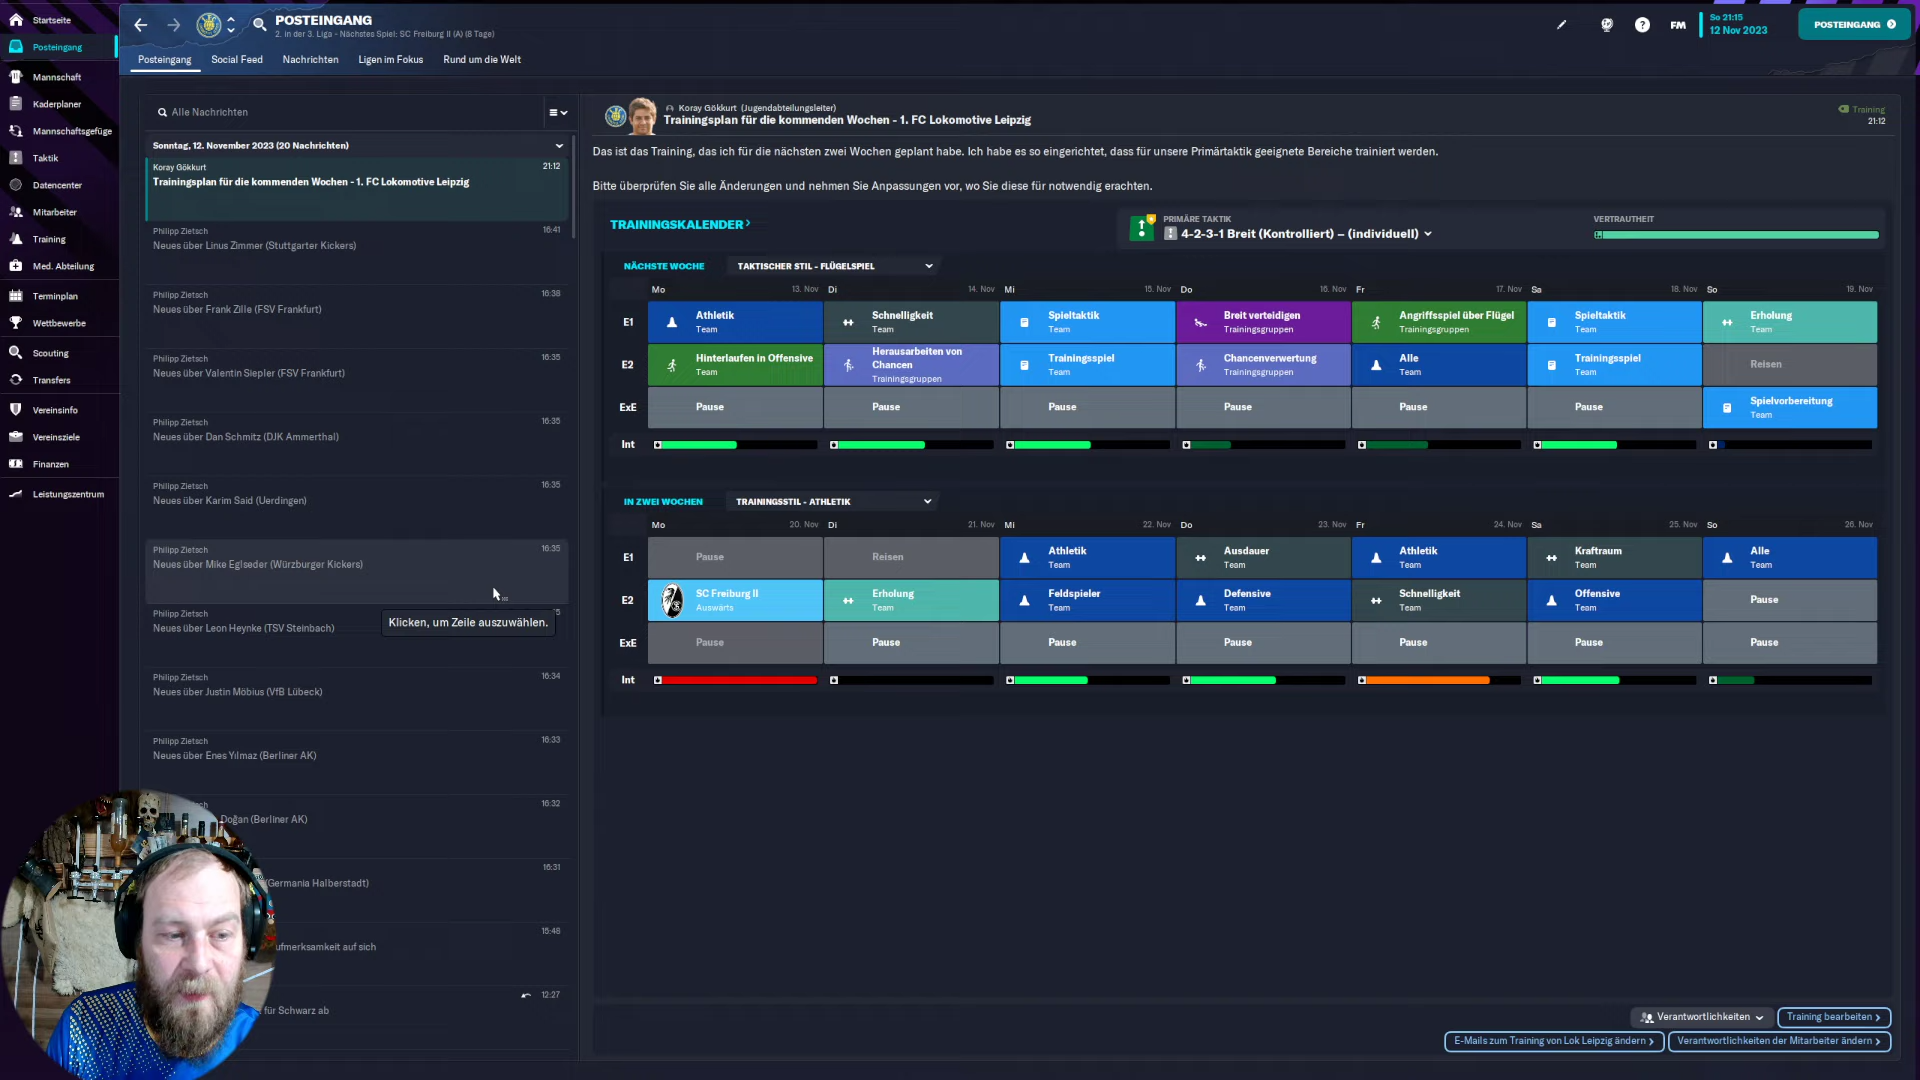 Startseite
Posteingang
Mannschaft
Kaderplaner
Mannschaftsgefüge
Taktik
Datencenter
Mitarbeiter
Training
Med. Abteilung
Terminplan
Wettbewerbe
Scouting
Transfers
Vereinsinfo
Vereinsziele
Finanzen
Leistungszentrum
POSTEINGANG
2. in der 3. Liga - Nächstes Spiel: SC Freiburg II (A) (8 Tage)
FM
So 21:15
12 Nov 2023
POSTEINGANG
Posteingang Social Feed Nachrichten Ligen im Fokus Rund um die Welt
Alle Nachrichten
Sonntag, 12. November 2023 (20 Nachrichten)
Koray Gökkurt 21:12
Trainingsplan für die kommenden Wochen - 1. FC Lokomotive Leipzig
Philipp Zietsch 16:41
Neues über Linus Zimmer (Stuttgarter Kickers)
Philipp Zietsch 16:38
Neues über Frank Zille (FSV Frankfurt)
Philipp Zietsch 16:35
Neues über Valentin Siepler (FSV Frankfurt)
Philipp Zietsch 16:35
Neues über Dan Schmitz (DJK Ammerthal)
Philipp Zietsch 16:35
Neues über Karim Said (Uerdingen)
Philipp Zietsch 16:35
Neues über Mike Eglseder (Würzburger Kickers)
Philipp Zietsch
Neues über Leon Heynke (TSV Steinbach)
Klicken, um Zeile auszuwählen.
Philipp Zietsch 16:34
Neues über Justin Möbius (VfB Lübeck)
Philipp Zietsch 16:33
Neues über Enes Yılmaz (Berliner AK)
16:32
Doğan (Berliner AK)
16:31
(Germania Halberstadt)
15:48
ufmerksamkeit auf sich
12:27
für Schwarz ab
Koray Gökkurt (Jugendabteilungsleiter)
Trainingsplan für die kommenden Wochen - 1. FC Lokomotive Leipzig
Training
21:12
Das ist das Training, das ich für die nächsten zwei Wochen geplant habe. Ich habe es so eingerichtet, dass für unsere Primärtaktik geeignete Bereiche trainiert werden.
Bitte überprüfen Sie alle Änderungen und nehmen Sie Anpassungen vor, wo Sie diese für notwendig erachten.
TRAININGSKALENDER
PRIMÄRE TAKTIK
4-2-3-1 Breit (Kontrolliert) – (individuell)
VERTRAUTHEIT
NÄCHSTE WOCHE TAKTISCHER STIL - FLÜGELSPIEL
Mo 13. Nov Di 14. Nov Mi 15. Nov Do 16. Nov Fr 17. Nov Sa 18. Nov So 19. Nov
E1 Athletik Schnelligkeit Spieltaktik Breit verteidigen Angriffsspiel über Flügel Spieltaktik Erholung
Team Team Team Trainingsgruppen Trainingsgruppen Team Team
E2 Hinterlaufen in Offensive Herausarbeiten von Chancen Trainingsspiel Chancenverwertung Alle Trainingsspiel Reisen
Team Trainingsgruppen Team Trainingsgruppen Team Team
ExE Pause Pause Pause Pause Pause Pause Spielvorbereitung
Team
Int
IN ZWEI WOCHEN TRAININGSSTIL - ATHLETIK
Mo 20. Nov Di 21. Nov Mi 22. Nov Do 23. Nov Fr 24. Nov Sa 25. Nov So 26. Nov
E1 Pause Reisen Athletik Ausdauer Athletik Kraftraum Alle
Team Team Team Team Team
E2 SC Freiburg II Erholung Feldspieler Defensive Schnelligkeit Offensive Pause
Auswärts Team Team Team Team Team
ExE Pause Pause Pause Pause Pause Pause Pause
Int
Verantwortlichkeiten
Training bearbeiten
E-Mails zum Training von Lok Leipzig ändern
Verantwortlichkeiten der Mitarbeiter ändern